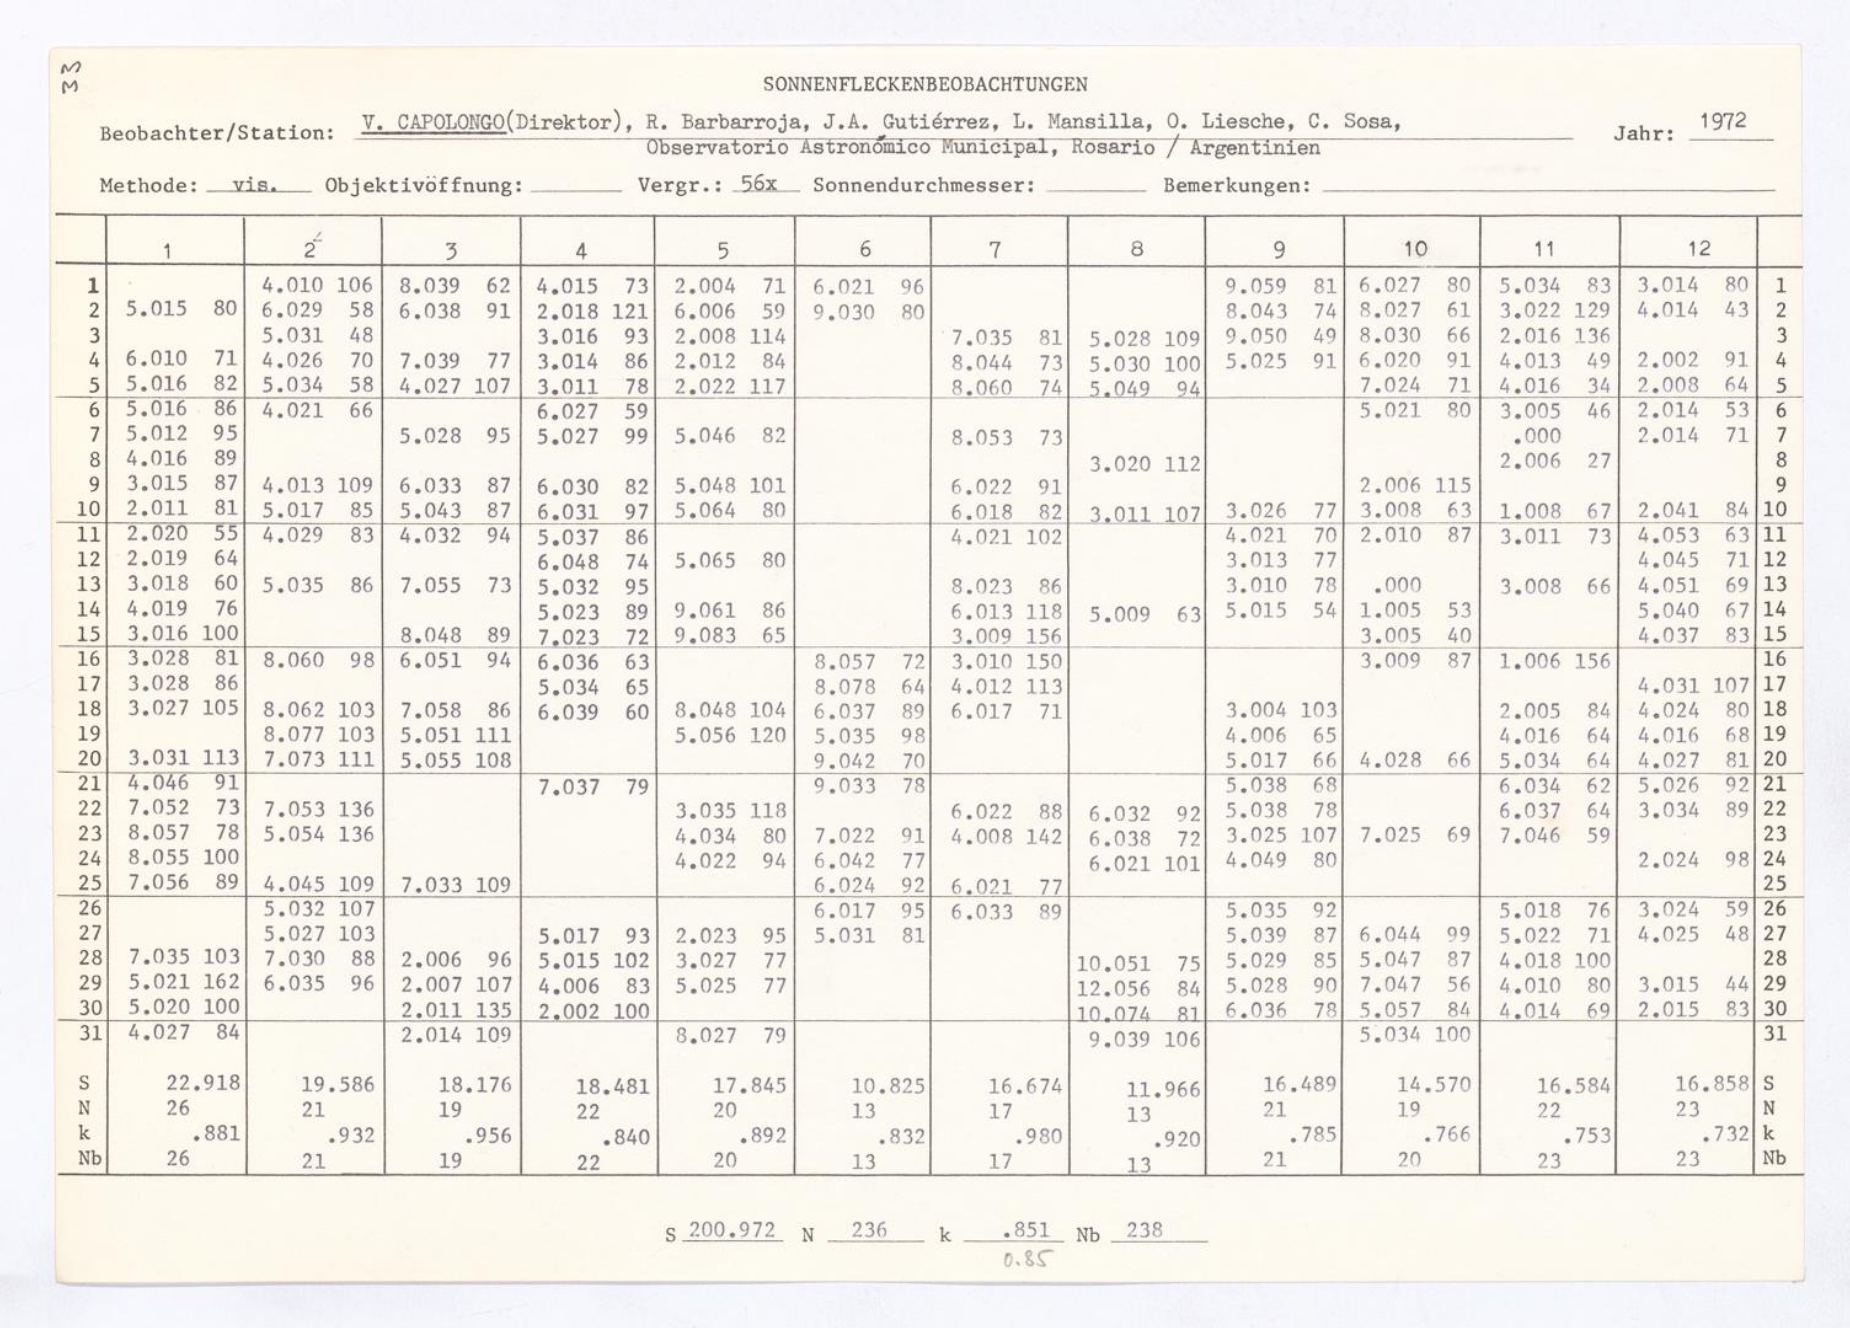 33
SONNENFLECKENBEOBACHTUNGEN
Beobachter/Station: V. CAPOLONGO(Direktor), R. Barbarroja, J.A. Gutiérrez, L. Mansilla, O. Liesche, C. Sosa,
Observatorio Astronómico Municipal, Rosario / Argentinien
Jahr: 1972
Methode: vis. Objektivöffnung: Vergr.: 56x Sonnendurchmesser: Bemerkungen:
1 2 3 4 5 6 7 8 9 10 11 12
1 4.010 106 8.039 62 4.015 73 2.004 71 6.021 96 9.059 81 6.027 80 5.034 83 3.014 80 1
2 5.015 80 6.029 58 6.038 91 2.018 121 6.006 59 9.030 80 8.043 74 8.027 61 3.022 129 4.014 43 2
3 5.031 48 3.016 93 2.008 114 7.035 81 5.028 109 9.050 49 8.030 66 2.016 136 3
4 6.010 71 4.026 70 7.039 77 3.014 86 2.012 84 8.044 73 5.030 100 5.025 91 6.020 91 4.013 49 2.002 91 4
5 5.016 82 5.034 58 4.027 107 3.011 78 2.022 117 8.060 74 5.049 94 7.024 71 4.016 34 2.008 64 5
6 5.016 86 4.021 66 6.027 59 5.021 80 3.005 46 2.014 53 6
7 5.012 95 5.028 95 5.027 99 5.046 82 8.053 73 .000 2.014 71 7
8 4.016 89 3.020 112 2.006 27 8
9 3.015 87 4.013 109 6.033 87 6.030 82 5.048 101 6.022 91 2.006 115 9
10 2.011 81 5.017 85 5.043 87 6.031 97 5.064 80 6.018 82 3.011 107 3.026 77 3.008 63 1.008 67 2.041 84 10
11 2.020 55 4.029 83 4.032 94 5.037 86 4.021 102 4.021 70 2.010 87 3.011 73 4.053 63 11
12 2.019 64 6.048 74 5.065 80 3.013 77 4.045 71 12
13 3.018 60 5.035 86 7.055 73 5.032 95 8.023 86 3.010 78 .000 3.008 66 4.051 69 13
14 4.019 76 5.023 89 9.061 86 6.013 118 5.009 63 5.015 54 1.005 53 5.040 67 14
15 3.016 100 8.048 89 7.023 72 9.083 65 3.009 156 3.005 40 4.037 83 15
16 3.028 81 8.060 98 6.051 94 6.036 63 8.057 72 3.010 150 3.009 87 1.006 156 16
17 3.028 86 5.034 65 8.078 64 4.012 113 4.031 107 17
18 3.027 105 8.062 103 7.058 86 6.039 60 8.048 104 6.037 89 6.017 71 3.004 103 2.005 84 4.024 80 18
19 8.077 103 5.051 111 5.056 120 5.035 98 4.006 65 4.016 64 4.016 68 19
20 3.031 113 7.073 111 5.055 108 9.042 70 5.017 66 4.028 66 5.034 64 4.027 81 20
21 4.046 91 7.037 79 9.033 78 5.038 68 6.034 62 5.026 92 21
22 7.052 73 7.053 136 3.035 118 6.022 88 6.032 92 5.038 78 6.037 64 3.034 89 22
23 8.057 78 5.054 136 4.034 80 7.022 91 4.008 142 6.038 72 3.025 107 7.025 69 7.046 59 23
24 8.055 100 4.022 94 6.042 77 6.021 101 4.049 80 2.024 98 24
25 7.056 89 4.045 109 7.033 109 6.024 92 6.021 77 25
26 5.032 107 6.017 95 6.033 89 5.035 92 5.018 76 3.024 59 26
27 5.027 103 5.017 93 2.023 95 5.031 81 5.039 87 6.044 99 5.022 71 4.025 48 27
28 7.035 103 7.030 88 2.006 96 5.015 102 3.027 77 10.051 75 5.029 85 5.047 87 4.018 100 28
29 5.021 162 6.035 96 2.007 107 4.006 83 5.025 77 12.056 84 5.028 90 7.047 56 4.010 80 3.015 44 29
30 5.020 100 2.011 135 2.002 100 10.074 81 6.036 78 5.057 84 4.014 69 2.015 83 30
31 4.027 84 2.014 109 8.027 79 9.039 106 5.034 100 31
S 22.918 19.586 18.176 18.481 17.845 10.825 16.674 11.966 16.489 14.570 16.584 16.858 S
N 26 21 19 22 20 13 17 13 21 19 22 23 N
k .881 .932 .956 .840 .892 .832 .980 .920 .785 .766 .753 .732 k
Nb 26 21 19 22 20 13 17 13 21 20 23 23 Nb
S 200.972 N 236 k .851 Nb 238
0.85